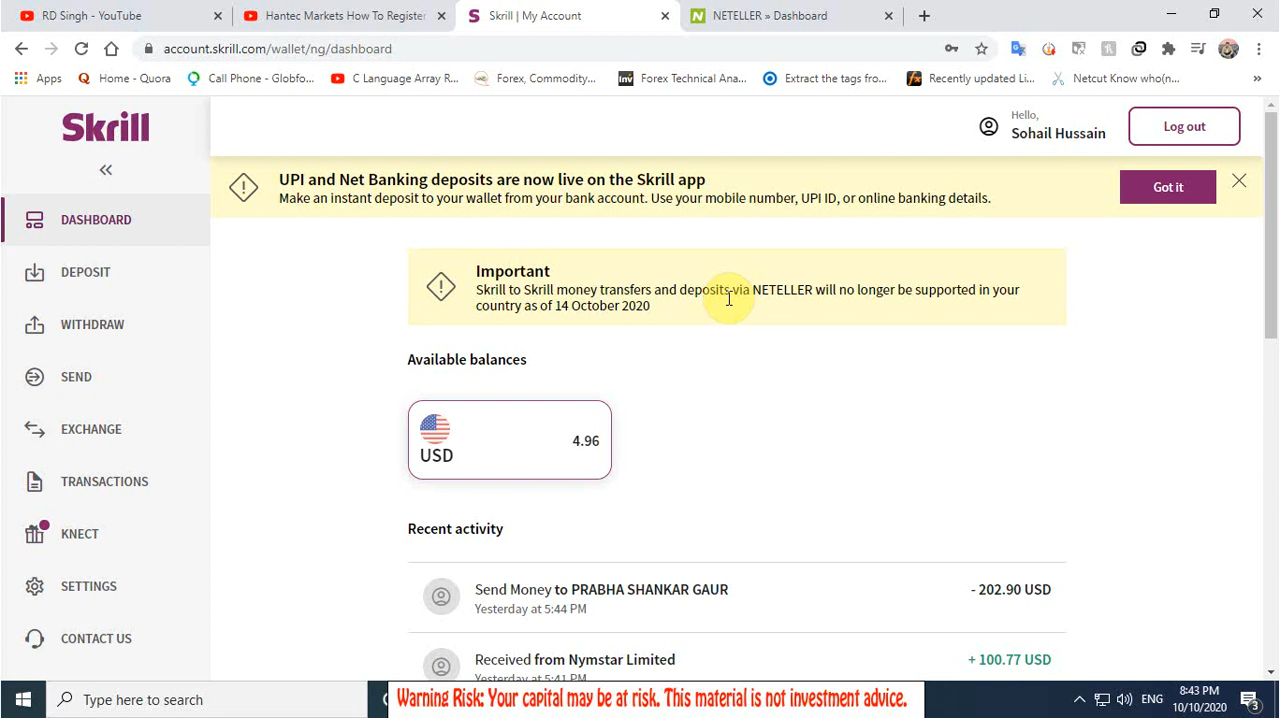 RD Singh - YouTube
Hantec Markets How To Register
Skrill | My Account
NETELLER » Dashboard
account.skrill.com/wallet/ng/dashboard
Apps
Home - Quora
Call Phone - Globfo...
C Language Array R...
Forex, Commodity...
Forex Technical Ana...
Extract the tags fro...
Recently updated Li...
Netcut Know who(n...
Skrill
Hello,
Sohail Hussain
Log out
UPI and Net Banking deposits are now live on the Skrill app
Make an instant deposit to your wallet from your bank account. Use your mobile number, UPI ID, or online banking details.
Got it
DASHBOARD
DEPOSIT
WITHDRAW
SEND
EXCHANGE
TRANSACTIONS
KNECT
SETTINGS
CONTACT US
Important
Skrill to Skrill money transfers and deposits via NETELLER will no longer be supported in your
country as of 14 October 2020
Available balances
USD
4.96
Recent activity
Send Money to PRABHA SHANKAR GAUR
- 202.90 USD
Yesterday at 5:44 PM
Received from Nymstar Limited
+ 100.77 USD
Yesterday at 5:41 PM
Type here to search
Warning Risk: Your capital may be at risk. This material is not investment advice.
ENG
8:43 PM
10/10/2020
3